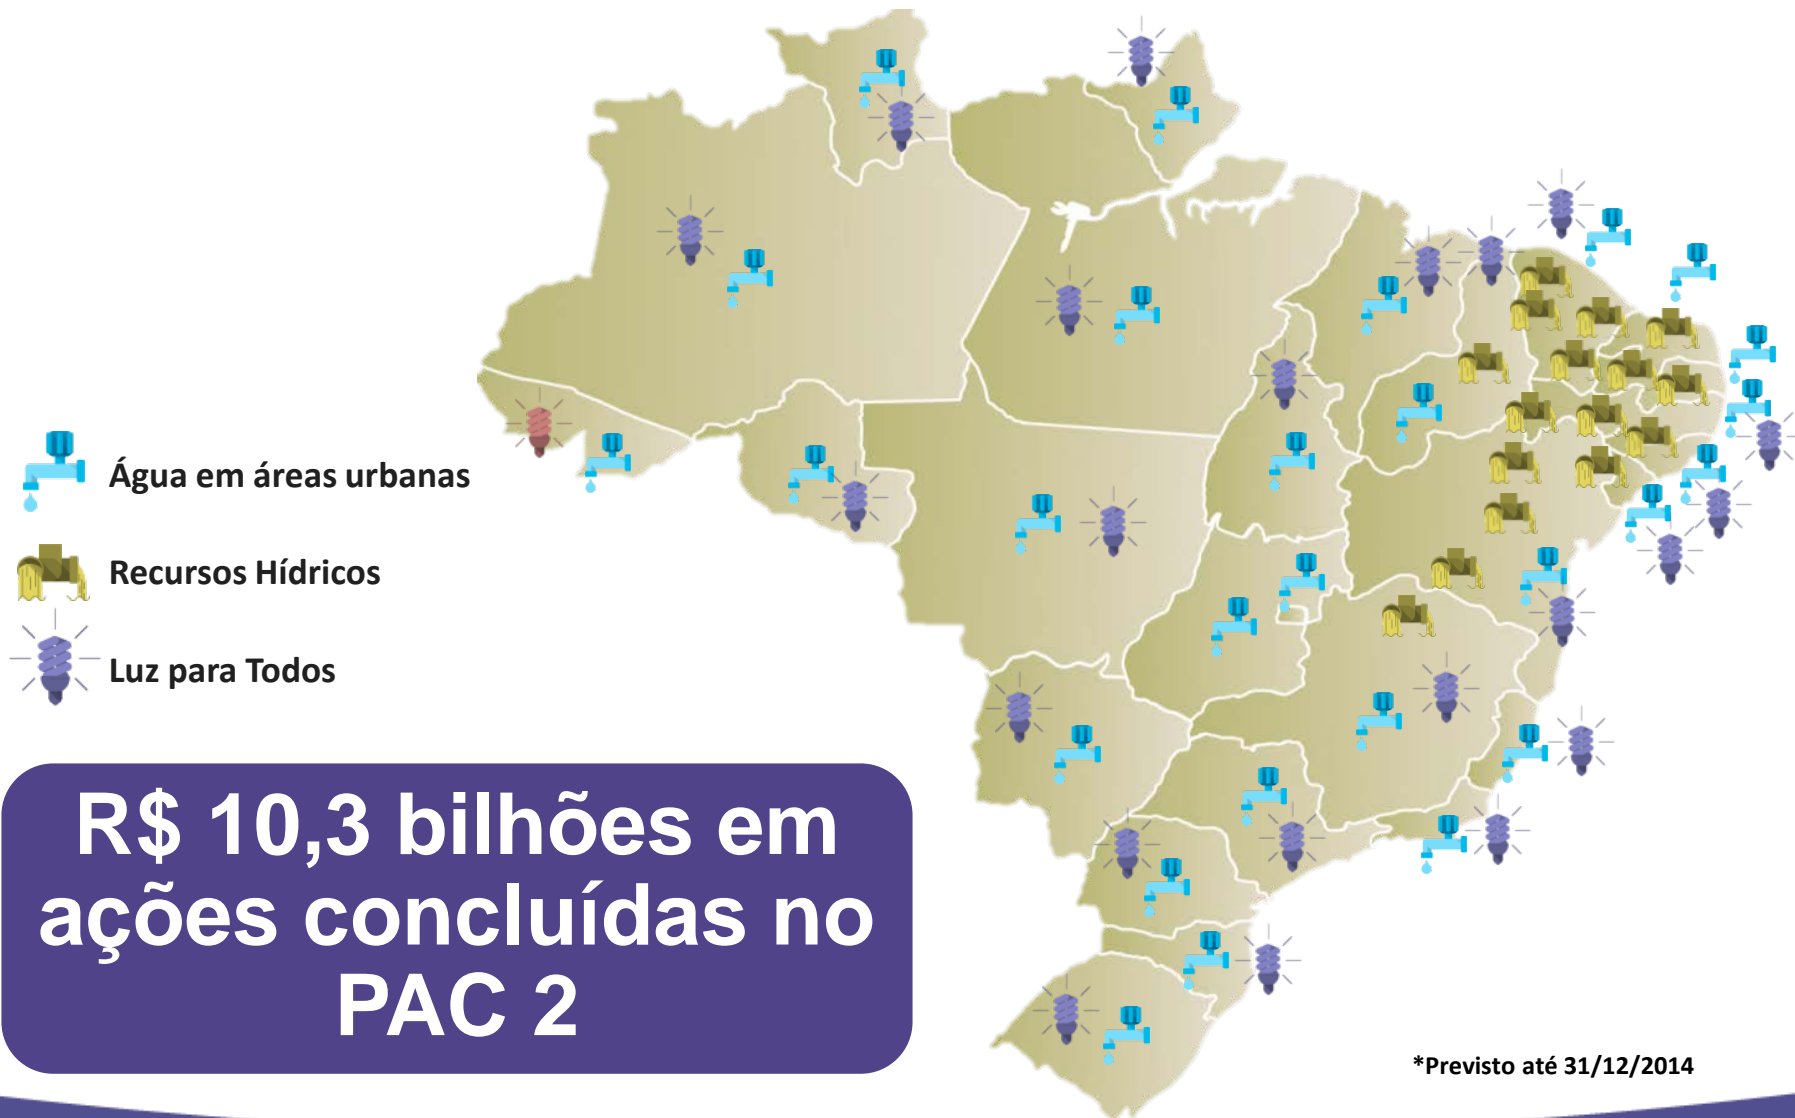 Água em áreas urbanas
Recursos Hídricos
Luz para Todos
R$ 10,3 bilhões em
ações concluídas no
PAC 2
*Previsto até 31/12/2014